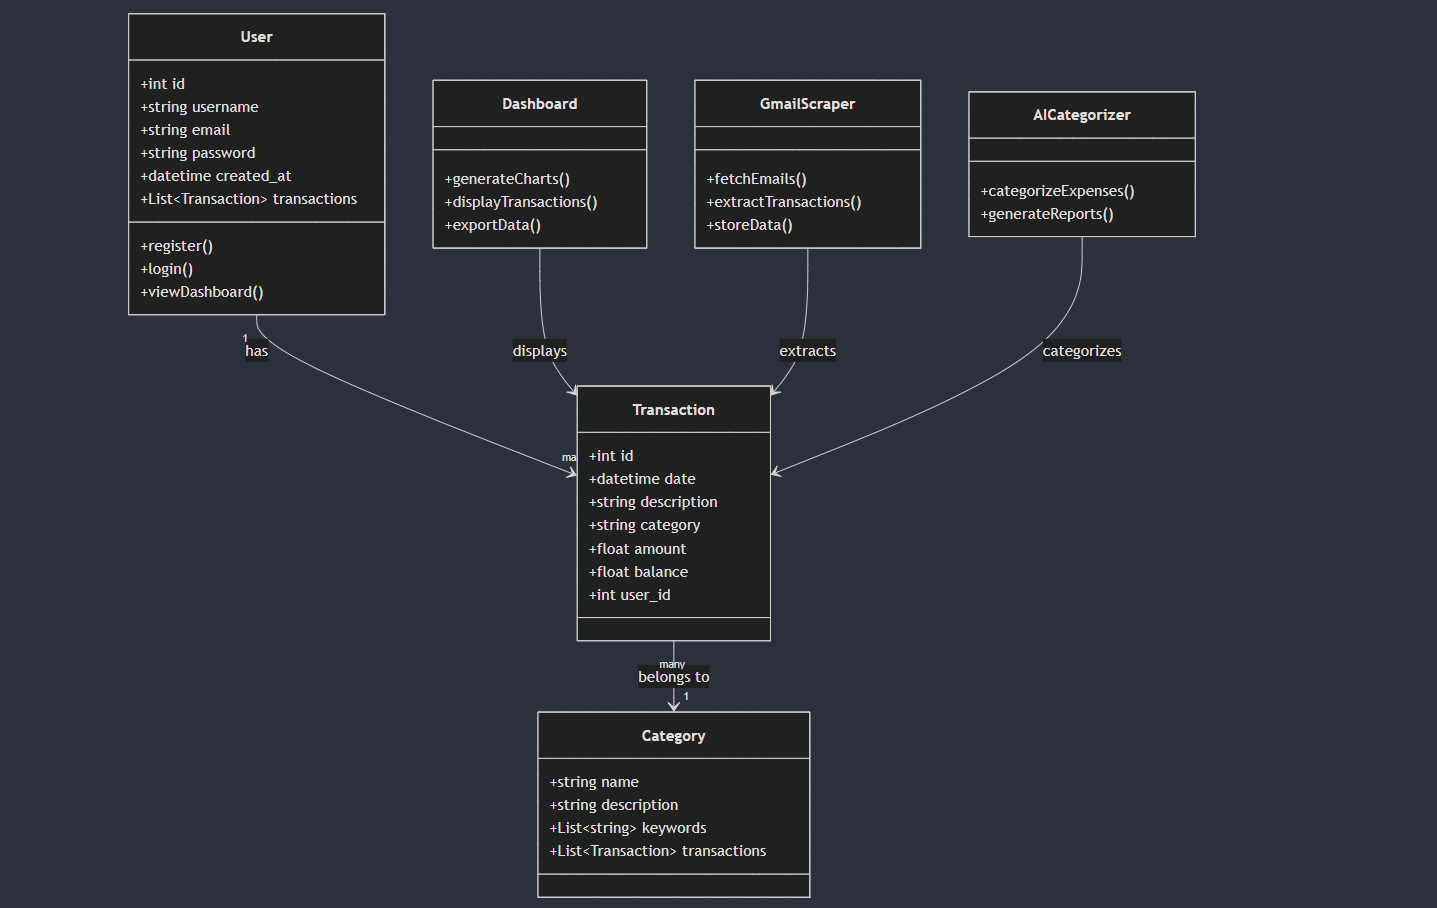 User
+int id
+string username
+string email
+string password
+datetime created_at
+List<Transaction> transactions
+register()
+login()
+viewDashboard()
Dashboard
+generateCharts()
+displayTransactions()
+exportData()
GmailScraper
+fetchEmails()
+extractTransactions()
+storeData()
AICategorizer
+categorizeExpenses()
+generateReports()
1
has
displays
extracts
categorizes
ma
Transaction
+int id
+datetime date
+string description
+string category
+float amount
+float balance
+int user_id
many
belongs to
1
Category
+string name
+string description
+List<string> keywords
+List<Transaction> transactions